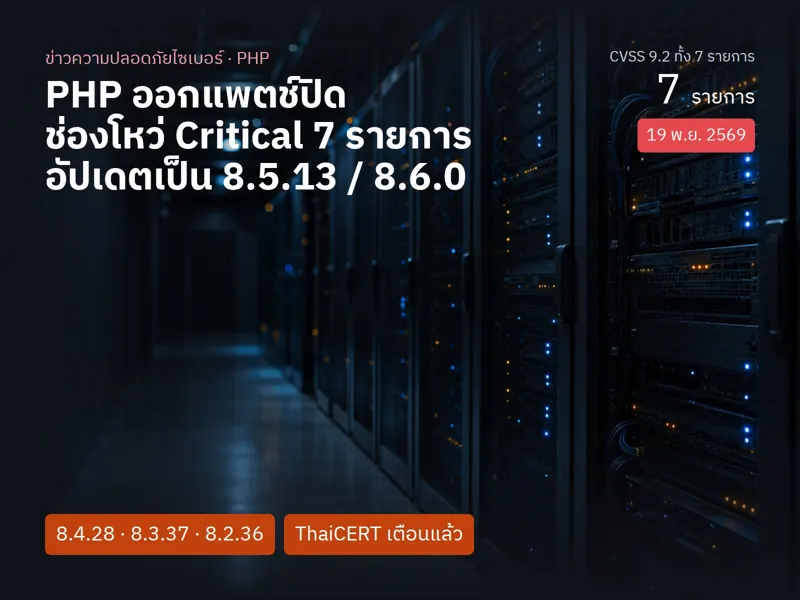 ข่าวความปลอดภัยไซเบอร์ · PHP
PHP ออกแพตช์ปิด
ช่องโหว่ Critical 7 รายการ
อัปเดตเป็น 8.5.13 / 8.6.0
CVSS 9.2 ทั้ง 7 รายการ
7 รายการ
19 พ.ย. 2569
8.4.28 · 8.3.37 · 8.2.36
ThaiCERT เตือนแล้ว